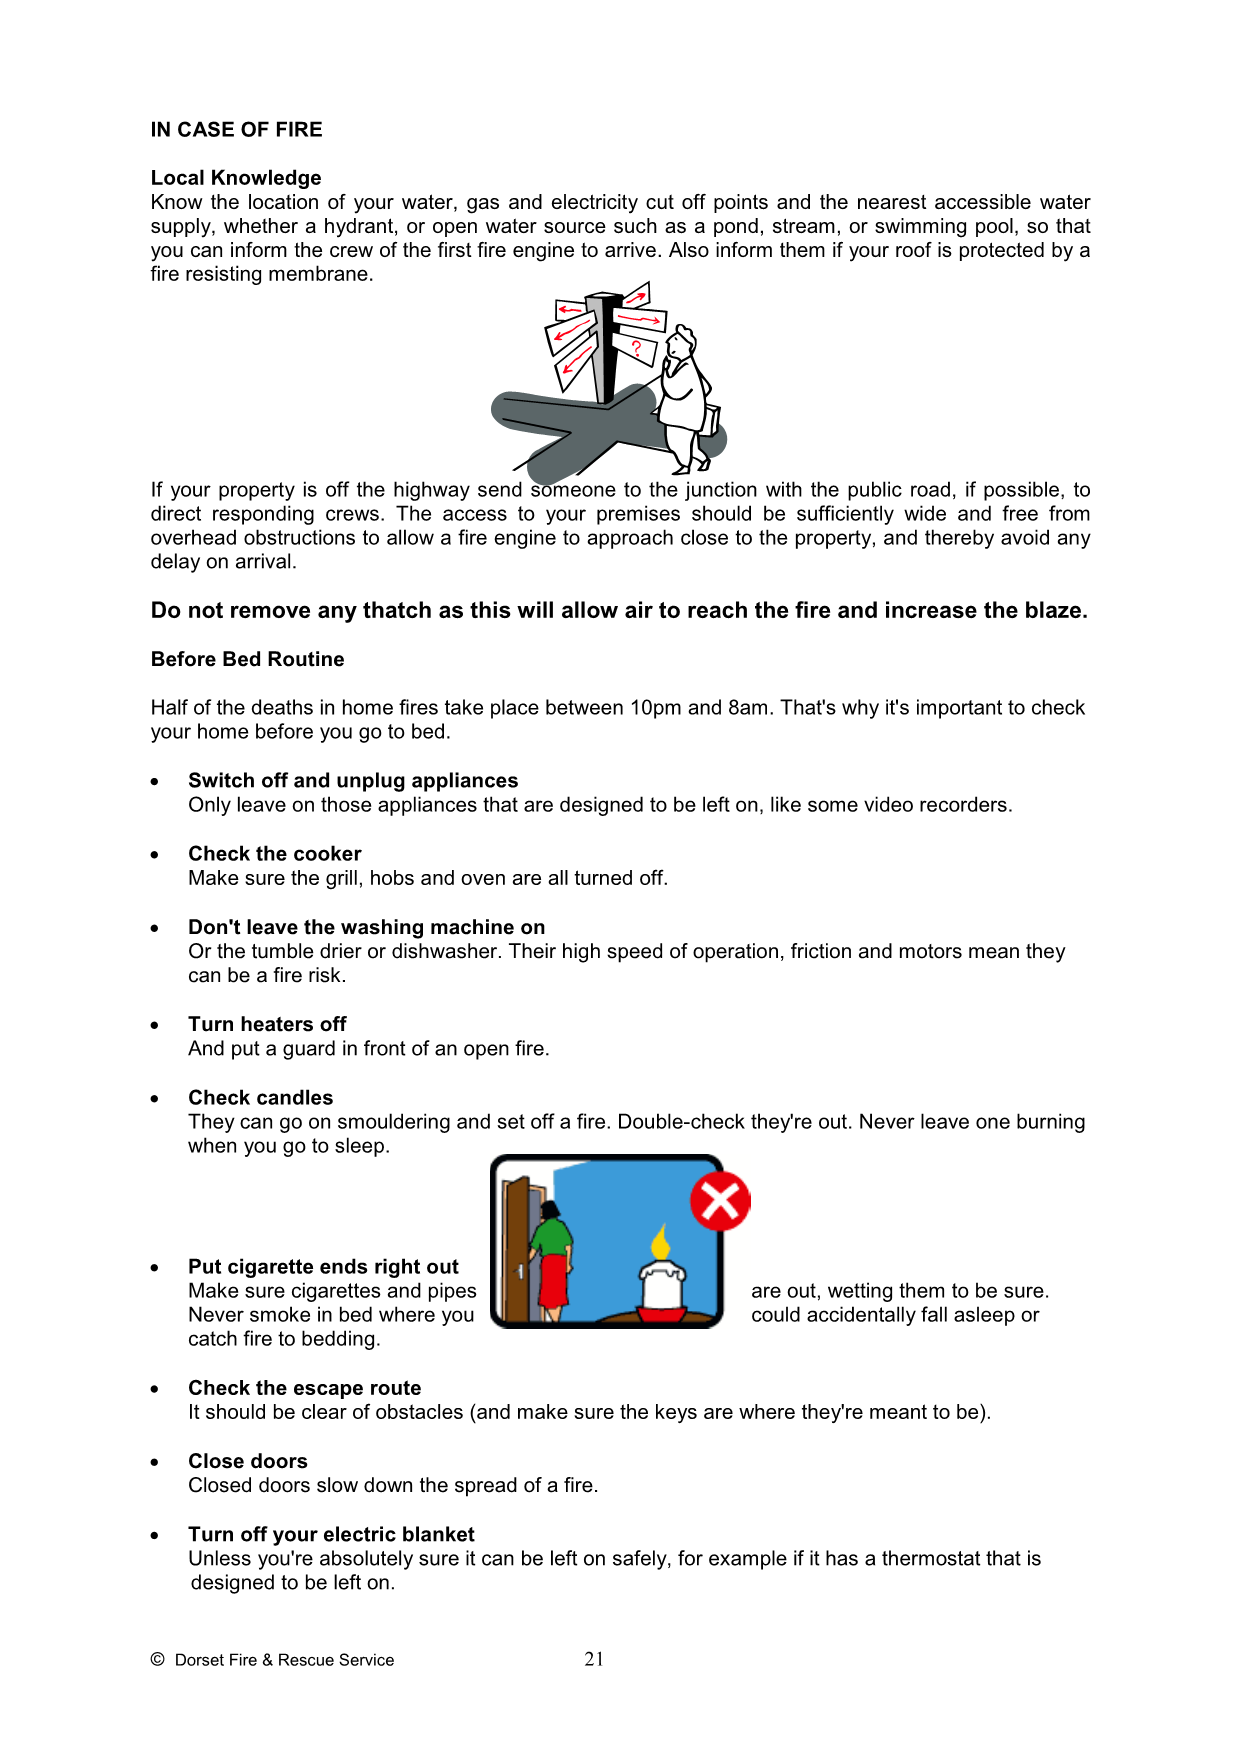 IN CASE OF FIRE
Local Knowledge
Know the location of your water, gas and electricity cut off points and the nearest accessible water
supply, whether a hydrant, or open water source such as a pond, stream, or swimming pool, so that
you can inform the crew of the first fire engine to arrive. Also inform them if your roof is protected by a
fire resisting membrane.
?
If your property is off the highway send someone to the junction with the public road, if possible, to
direct responding crews. The access to your premises should be sufficiently wide and free from
overhead obstructions to allow a fire engine to approach close to the property, and thereby avoid any
delay on arrival.
Do not remove any thatch as this will allow air to reach the fire and increase the blaze.
Before Bed Routine
Half of the deaths in home fires take place between 10pm and 8am. That's why it's important to check
your home before you go to bed.
• Switch off and unplug appliances
Only leave on those appliances that are designed to be left on, like some video recorders.
• Check the cooker
Make sure the grill, hobs and oven are all turned off.
• Don't leave the washing machine on
Or the tumble drier or dishwasher. Their high speed of operation, friction and motors mean they
can be a fire risk.
• Turn heaters off
And put a guard in front of an open fire.
• Check candles
They can go on smouldering and set off a fire. Double-check they're out. Never leave one burning
when you go to sleep.
• Put cigarette ends right out
Make sure cigarettes and pipes are out, wetting them to be sure.
Never smoke in bed where you could accidentally fall asleep or
catch fire to bedding.
• Check the escape route
It should be clear of obstacles (and make sure the keys are where they're meant to be).
• Close doors
Closed doors slow down the spread of a fire.
• Turn off your electric blanket
Unless you're absolutely sure it can be left on safely, for example if it has a thermostat that is
designed to be left on.
© Dorset Fire & Rescue Service 21